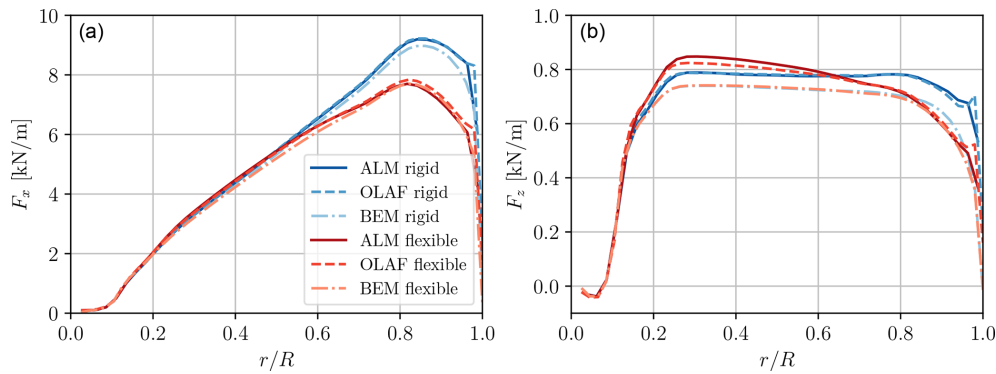 (a)
10
8
6
4
2
0
F_x [kN/m]
0.0 0.2 0.4 0.6 0.8 1.0
r/R
ALM rigid
OLAF rigid
BEM rigid
ALM flexible
OLAF flexible
BEM flexible
(b)
1.0
0.8
0.6
0.4
0.2
0.0
F_z [kN/m]
0.0 0.2 0.4 0.6 0.8 1.0
r/R